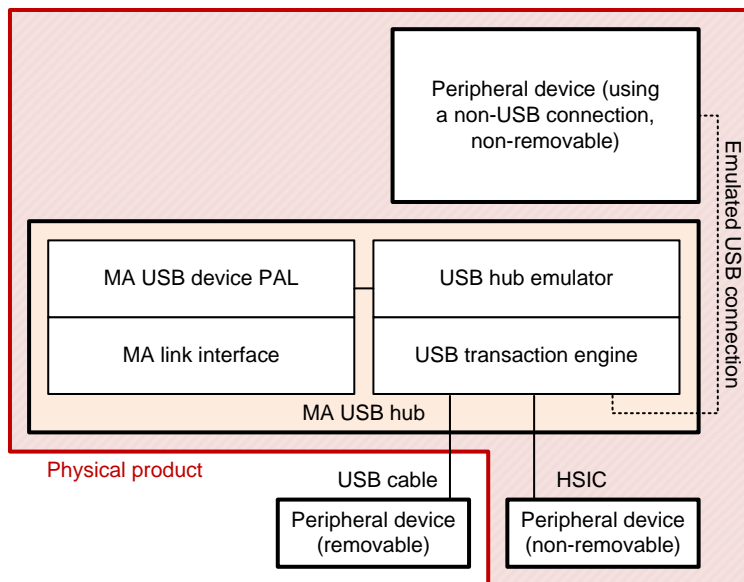 Peripheral device (using
a non-USB connection,
non-removable)
Emulated USB connection
MA USB device PAL
USB hub emulator
MA link interface
USB transaction engine
MA USB hub
Physical product
USB cable
HSIC
Peripheral device
(removable)
Peripheral device
(non-removable)